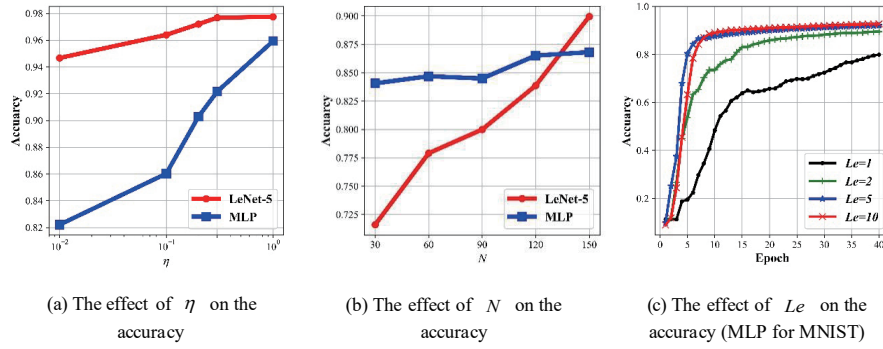 0.98
0.96
0.94
0.92
0.90
0.88
0.86
0.84
0.82
Accuarcy
LeNet-5
MLP
10⁻²
10⁻¹
10⁰
η
0.900
0.875
0.850
0.825
0.800
0.775
0.750
0.725
Accuarcy
LeNet-5
MLP
30
60
90
120
150
N
1.0
0.8
0.6
0.4
0.2
Accuarcy
Le=1
Le=2
Le=5
Le=10
0
5
10
15
20
25
30
35
40
Epoch
(a) The effect of η on the
accuracy
(b) The effect of N on the
accuracy
(c) The effect of Le on the
accuracy (MLP for MNIST)